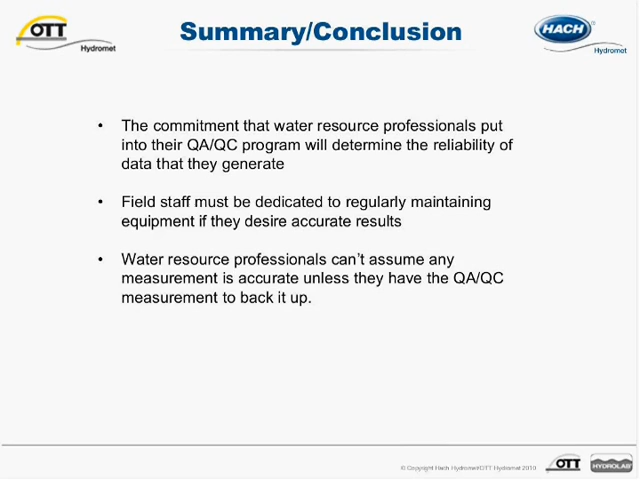 OTT
Hydromet
Summary/Conclusion
HACH
Hydromet
• The commitment that water resource professionals put
into their QA/QC program will determine the reliability of
data that they generate
• Field staff must be dedicated to regularly maintaining
equipment if they desire accurate results
• Water resource professionals can't assume any
measurement is accurate unless they have the QA/QC
measurement to back it up.
© Copyright Hach Hydromet/OTT Hydromet 2010
OTT
HYDROLAB